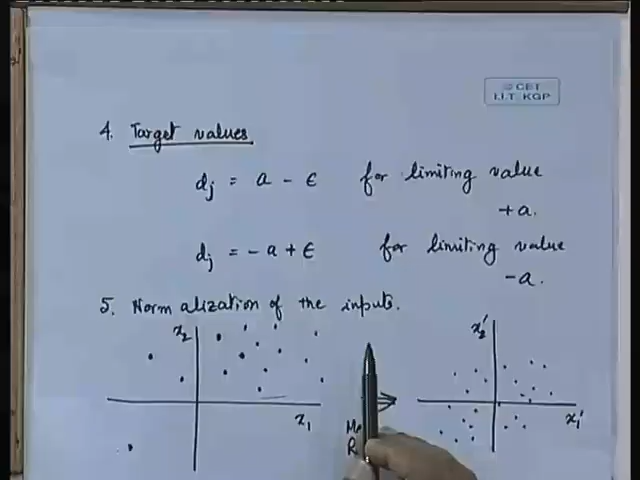 © CET
I.I.T. KGP
4. Target values
dj = a - ϵ for limiting value
+a.
dj = -a + ϵ for limiting value
-a.
5. Normalization of the inputs.
x2 x2'
x1 x1'